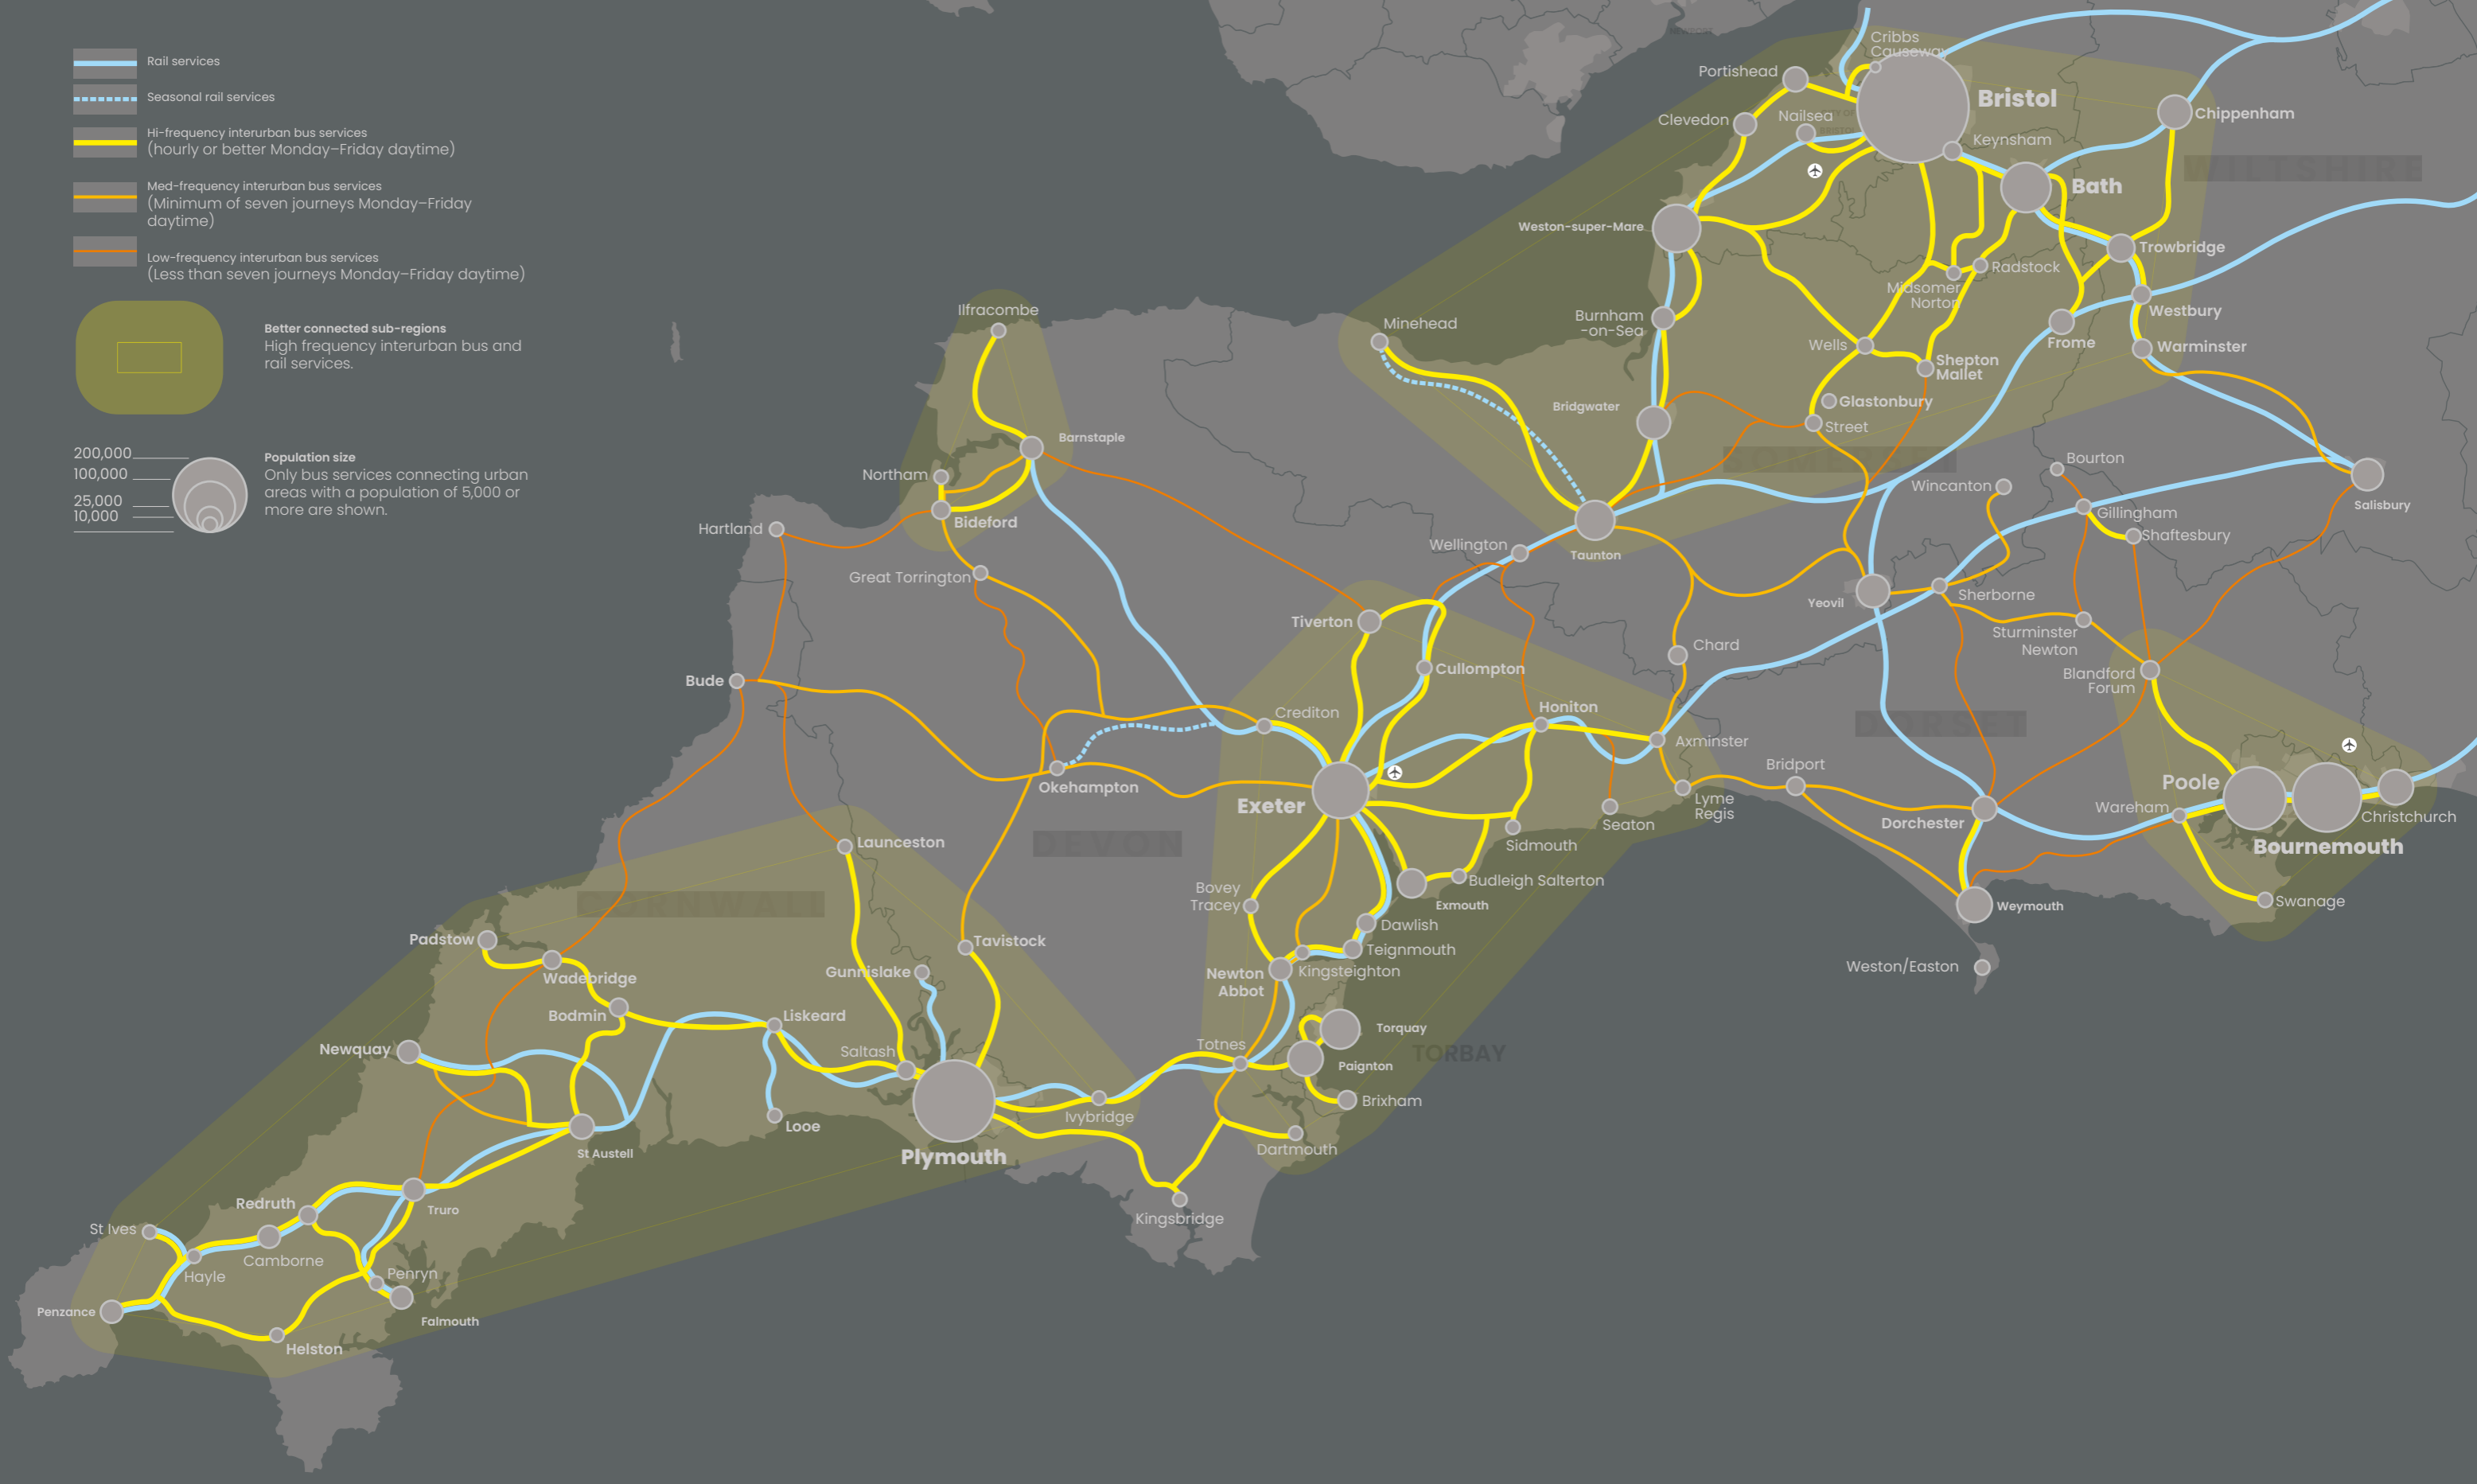 Rail services
Seasonal rail services
Hi-frequency interurban bus services
(hourly or better Monday–Friday daytime)
Med-frequency interurban bus services
(Minimum of seven journeys Monday–Friday
daytime)
Low-frequency interurban bus services
(Less than seven journeys Monday–Friday daytime)
Better connected sub-regions
High frequency interurban bus and
rail services.
200,000
100,000
25,000
10,000
Population size
Only bus services connecting urban
areas with a population of 5,000 or
more are shown.
Cribbs
Causeway
Portishead
Bristol
Clevedon
Nailsea
Chippenham
Keynsham
WILTSHIRE
Bath
Weston-super-Mare
Trowbridge
Radstock
Midsomer
Norton
Westbury
Burnham
-on-Sea
Minehead
Wells
Frome
Warminster
Shepton
Mallet
Ilfracombe
Bridgwater
Glastonbury
Street
Barnstaple
SOMERSET
Bourton
Northam
Wincanton
Salisbury
Bideford
Gillingham
Shaftesbury
Hartland
Wellington
Taunton
Great Torrington
Yeovil
Sherborne
Tiverton
Sturminster
Newton
Chard
Cullompton
Blandford
Forum
Bude
Honiton
Crediton
DORSET
Axminster
Bridport
Okehampton
Exeter
Lyme
Regis
Seaton
Poole
Wareham
Christchurch
Dorchester
Bournemouth
Launceston
DEVON
Sidmouth
Budleigh Salterton
Bovey
Tracey
Exmouth
Weymouth
Swanage
CORNWALL
Dawlish
Padstow
Tavistock
Teignmouth
Wadebridge
Gunnislake
Newton
Abbot
Kingsteighton
Weston/Easton
Bodmin
Liskeard
Torquay
Newquay
Saltash
Totnes
TORBAY
Paignton
Ivybridge
Brixham
Looe
St Austell
Plymouth
Dartmouth
Redruth
Truro
Kingsbridge
St Ives
Camborne
Hayle
Penryn
Penzance
Falmouth
Helston